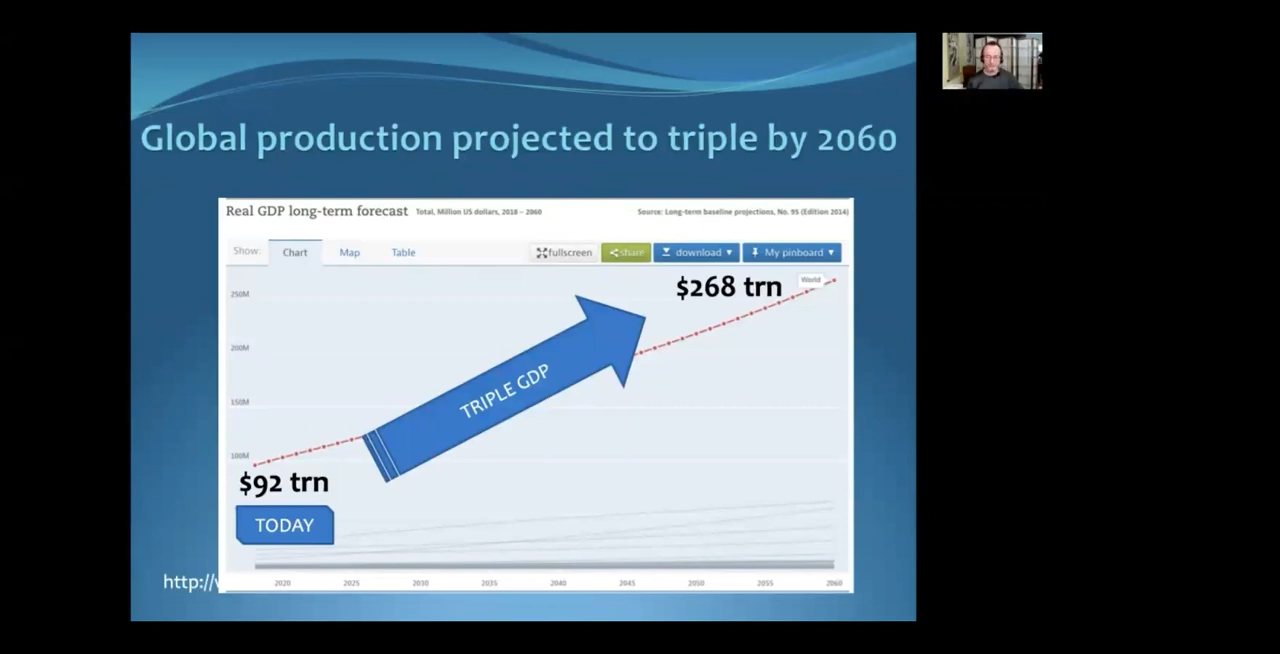 Global production projected to triple by 2060
Real GDP long-term forecast Total, Million US dollars, 2018 – 2060 Source: Long-term baseline projections, No. 95 (Edition 2014)
Show: Chart Map Table fullscreen share download My pinboard
$268 trn World
250M
200M
TRIPLE GDP
150M
100M
$92 trn
TODAY
http://
2020 2025 2030 2035 2040 2045 2050 2055 2060